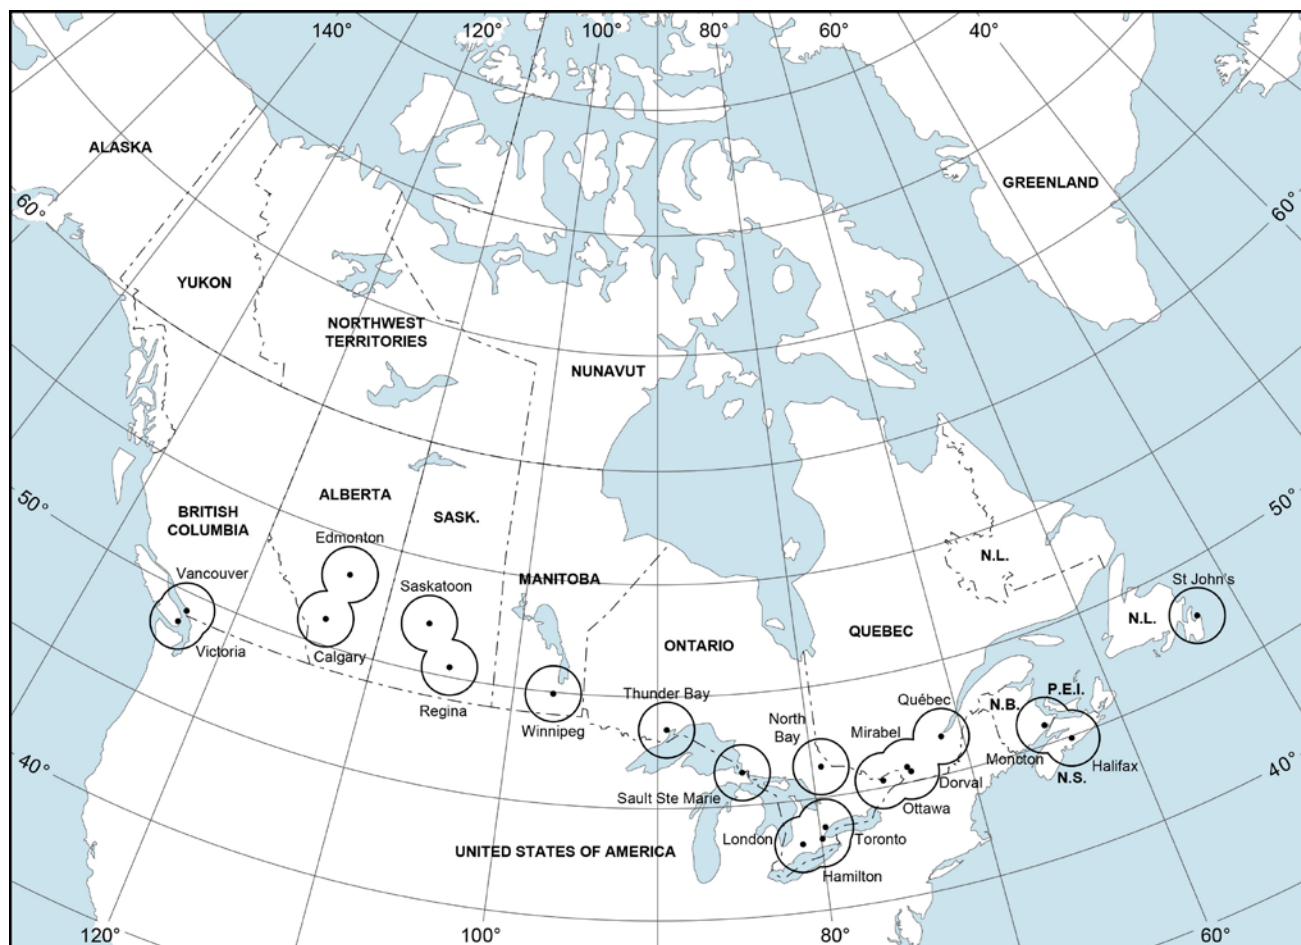 140°
120°
100°
80°
60°
40°
ALASKA
GREENLAND
60°
60°
YUKON
NORTHWEST
TERRITORIES
NUNAVUT
50°
50°
ALBERTA
BRITISH
COLUMBIA
SASK.
Edmonton
N.L.
Vancouver
Saskatoon
MANITOBA
St John's
N.L.
QUEBEC
ONTARIO
Victoria
Calgary
Regina
Winnipeg
Thunder Bay
North
Bay
Mirabel
Québec
N.B.
P.E.I.
Moncton
Halifax
N.S.
40°
40°
Sault Ste Marie
Dorval
Ottawa
London
Toronto
Hamilton
UNITED STATES OF AMERICA
120°
100°
80°
60°